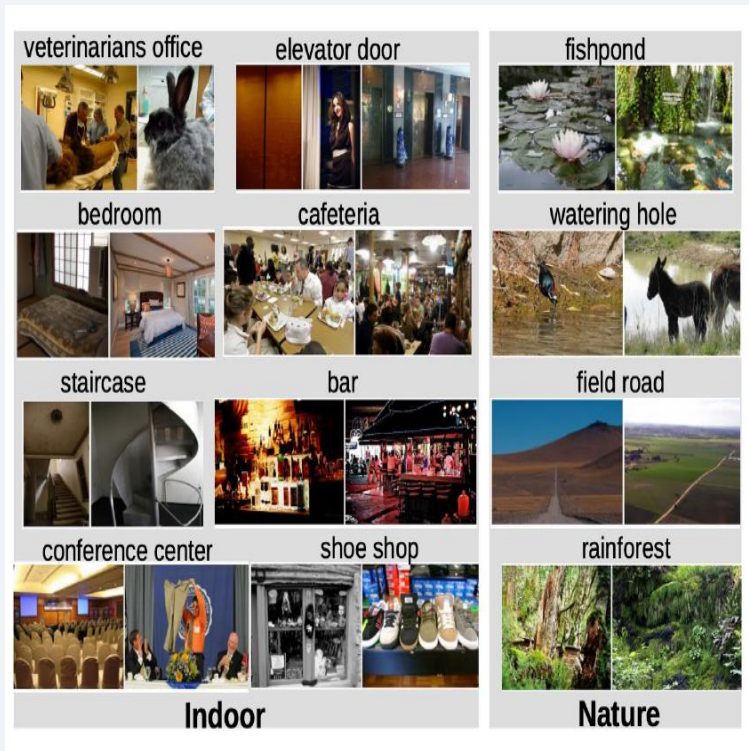 veterinarians office
elevator door
fishpond
bedroom
cafeteria
watering hole
staircase
bar
field road
conference center
shoe shop
rainforest
Indoor
Nature